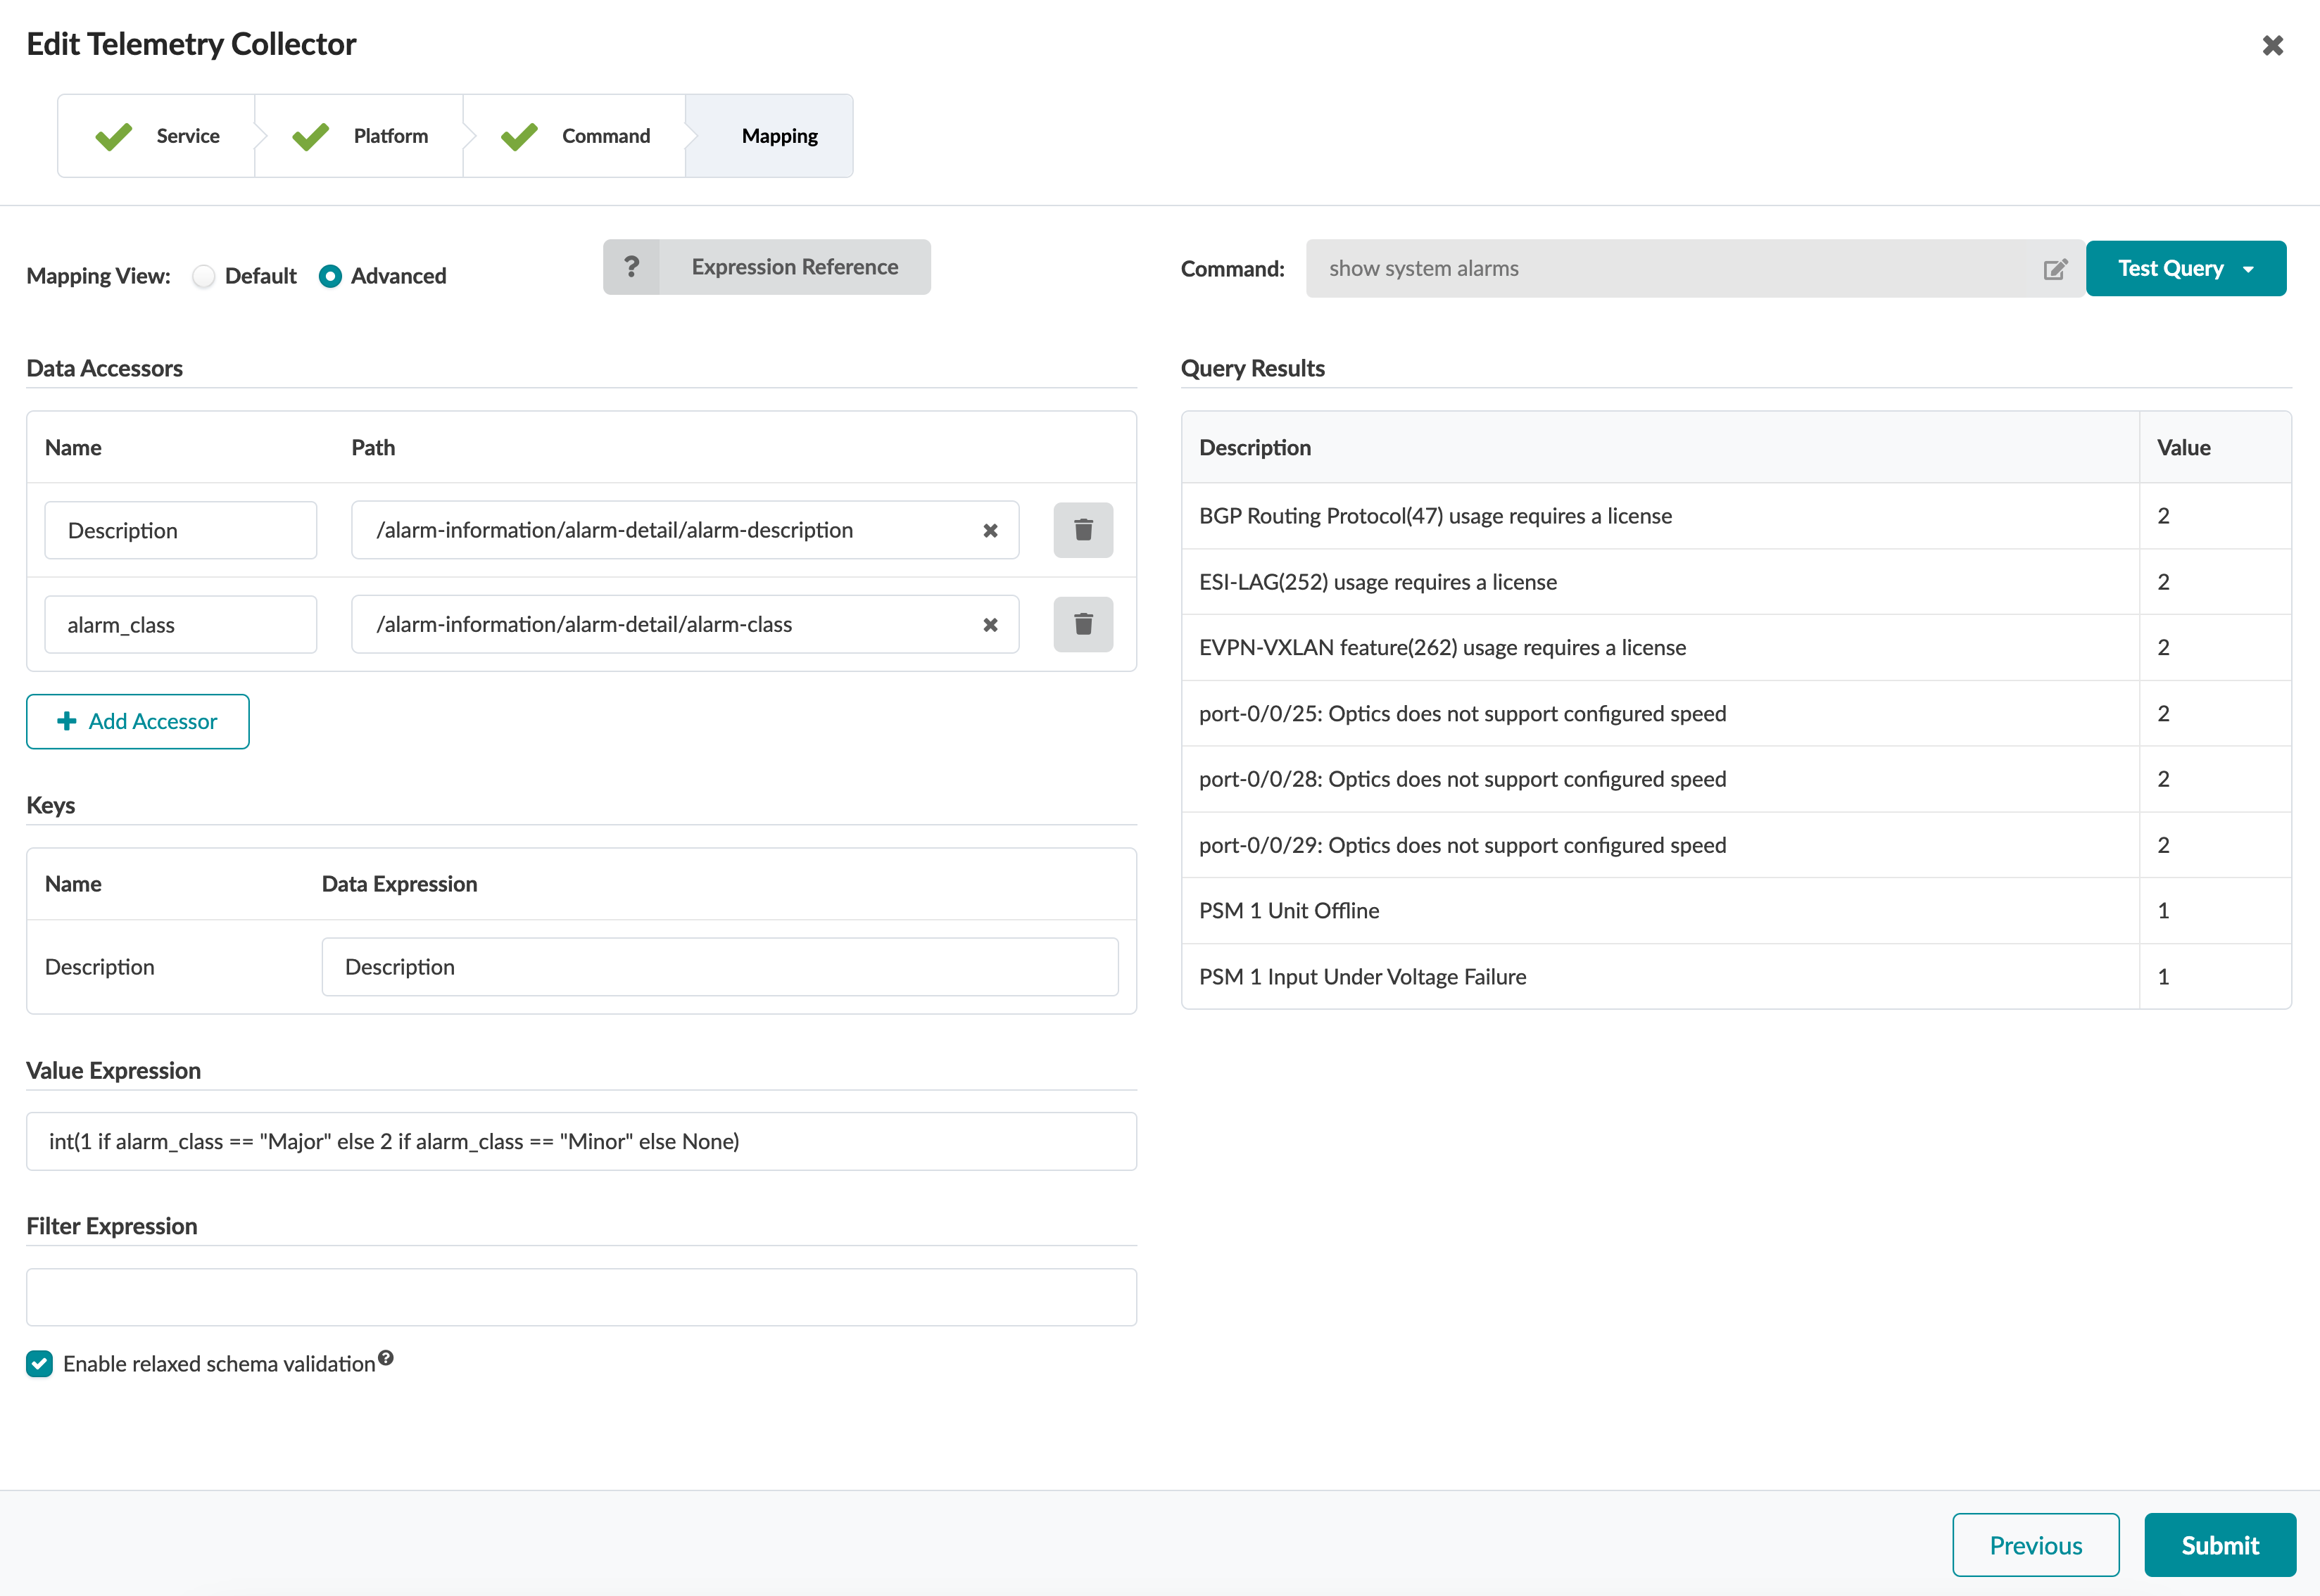 Edit Telemetry Collector
Service
Platform
Command
Mapping
Mapping View:
Default
Advanced
? Expression Reference
Command:
show system alarms
Test Query
Data Accessors
Name Path
Description /alarm-information/alarm-detail/alarm-description
alarm_class /alarm-information/alarm-detail/alarm-class
Add Accessor
Keys
Name Data Expression
Description Description
Value Expression
int(1 if alarm_class == "Major" else 2 if alarm_class == "Minor" else None)
Filter Expression
Enable relaxed schema validation ?
Query Results
Description Value
BGP Routing Protocol(47) usage requires a license 2
ESI-LAG(252) usage requires a license 2
EVPN-VXLAN feature(262) usage requires a license 2
port-0/0/25: Optics does not support configured speed 2
port-0/0/28: Optics does not support configured speed 2
port-0/0/29: Optics does not support configured speed 2
PSM 1 Unit Offline 1
PSM 1 Input Under Voltage Failure 1
Previous
Submit